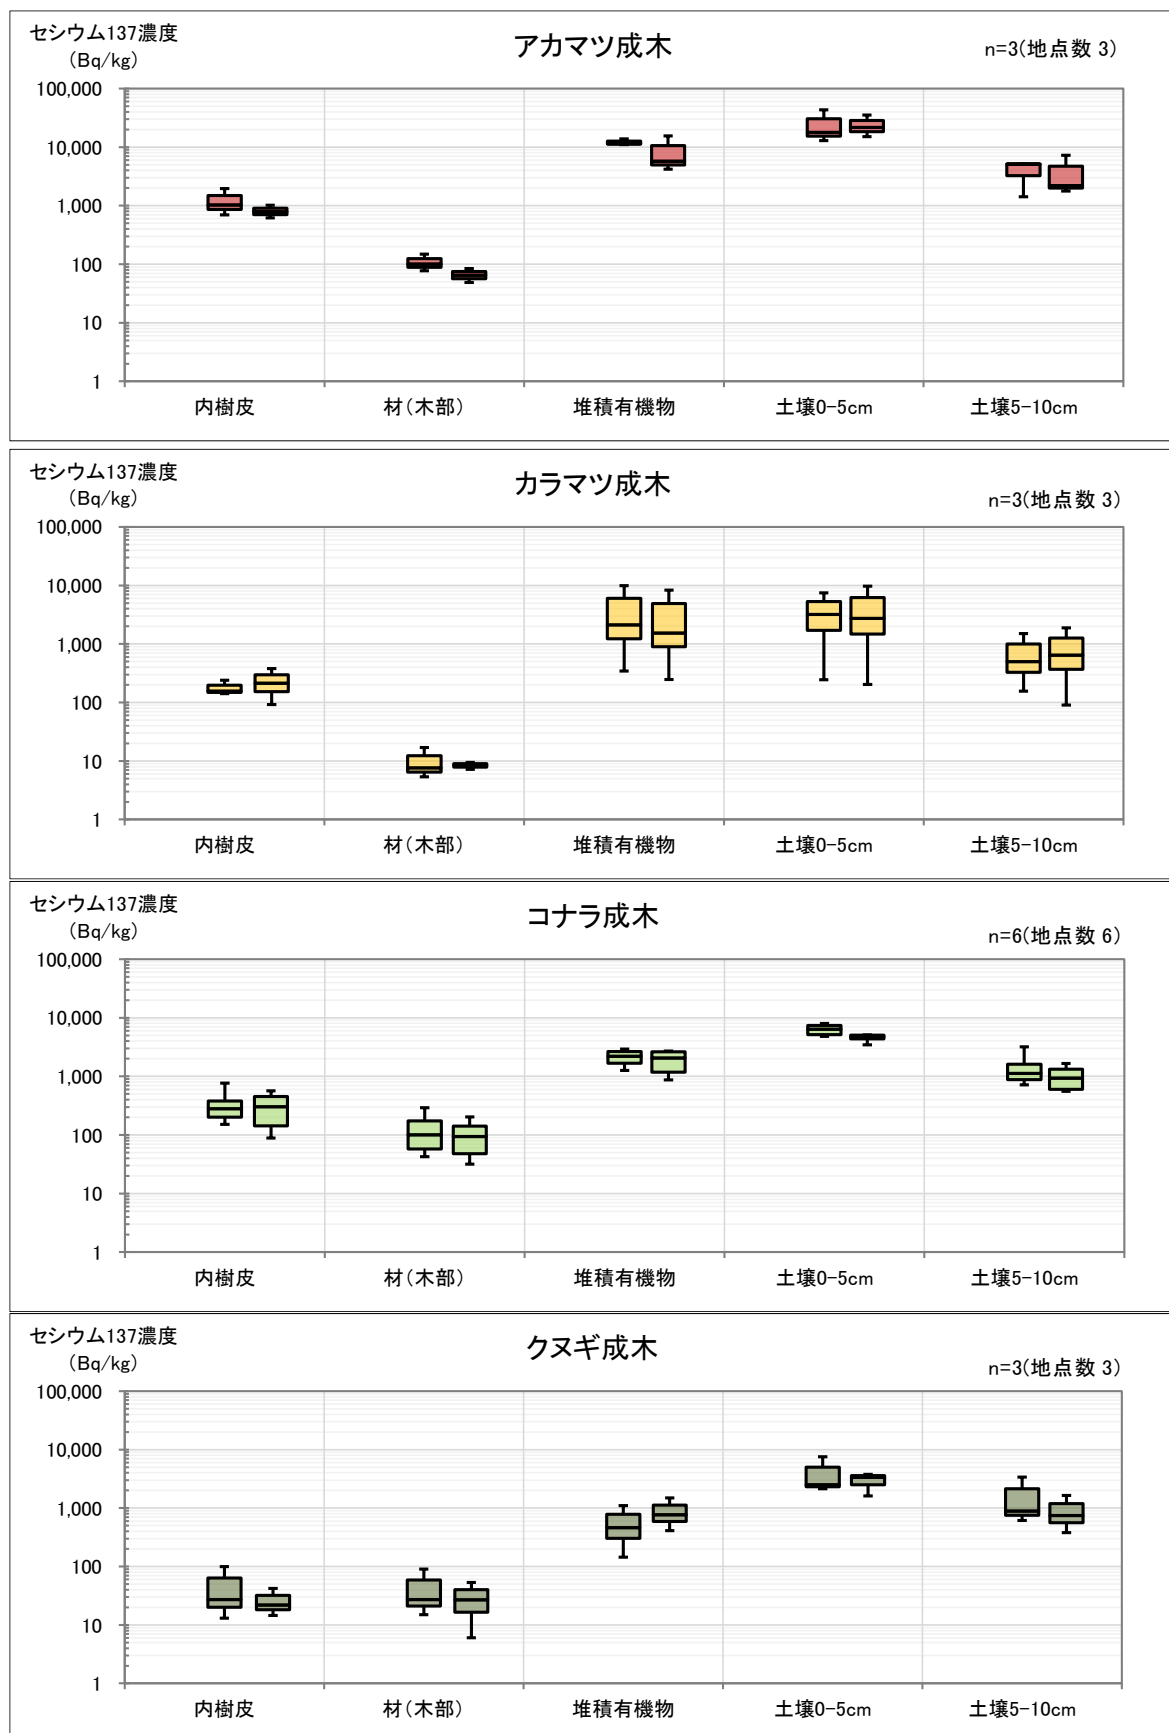 セシウム137濃度
(Bq/kg)
アカマツ成木
n=3(地点数 3)
100,000
10,000
1,000
100
10
1
内樹皮 材(木部) 堆積有機物 土壌0-5cm 土壌5-10cm
セシウム137濃度
(Bq/kg)
カラマツ成木
n=3(地点数 3)
100,000
10,000
1,000
100
10
1
内樹皮 材(木部) 堆積有機物 土壌0-5cm 土壌5-10cm
セシウム137濃度
(Bq/kg)
コナラ成木
n=6(地点数 6)
100,000
10,000
1,000
100
10
1
内樹皮 材(木部) 堆積有機物 土壌0-5cm 土壌5-10cm
セシウム137濃度
(Bq/kg)
クヌギ成木
n=3(地点数 3)
100,000
10,000
1,000
100
10
1
内樹皮 材(木部) 堆積有機物 土壌0-5cm 土壌5-10cm